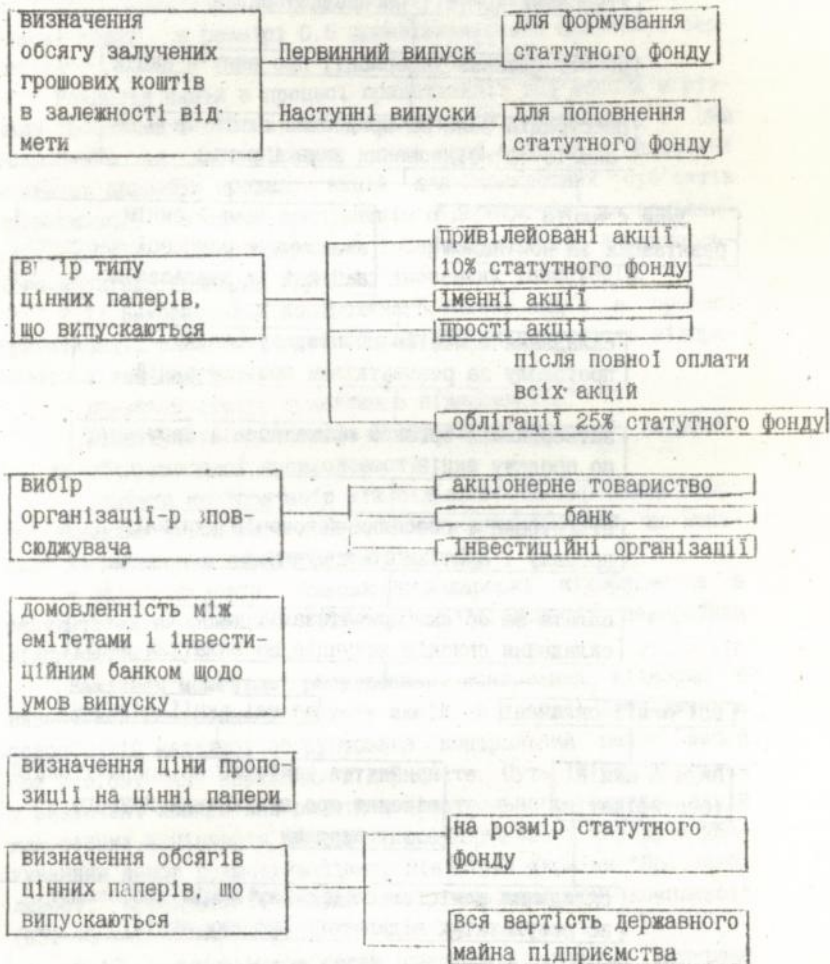 визначення
обсягу залучених
грошових коштів
в залежності від
мети
Первинний випуск
для формування
статутного фонду
Наступні випуски
для поповнення
статутного фонду
типу
цінних паперів,
що випускаються
привілейовані акції
10% статутного фонду
іменні акції
прості акції
після повної оплати
всіх акцій
облігації 25% статутного фонду
вибір
сюджувача
акціонерне товариство
банк
інвестиційні організації
домовленність між
емітетами і інвести-
ційним банком щодо
умов випуску
визначення ціни пропо-
зиції на цінні папери
визначення обсягів
цінних паперів, що
випускаються
на розмір статутного
фонду
вся вартість державного
майна підприємства